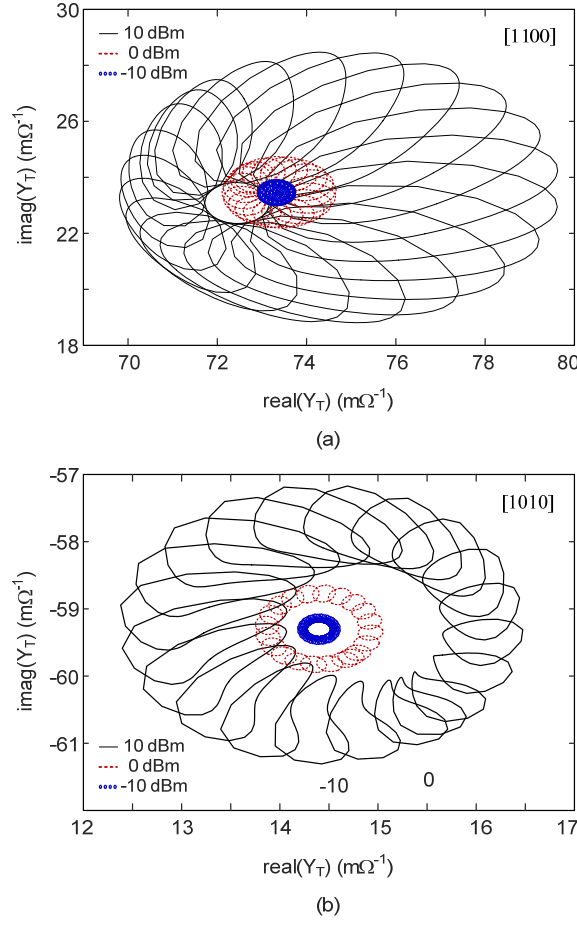 30
10 dBm
0 dBm
-10 dBm
[1100]
26
22
18
imag(Y_T) (mΩ⁻¹)
70 72 74 76 78 80
real(Y_T) (mΩ⁻¹)
(a)
-57
[1010]
-58
-59
-60
-61
imag(Y_T) (mΩ⁻¹)
10 dBm
0 dBm
-10 dBm
-10 0
12 13 14 15 16 17
real(Y_T) (mΩ⁻¹)
(b)